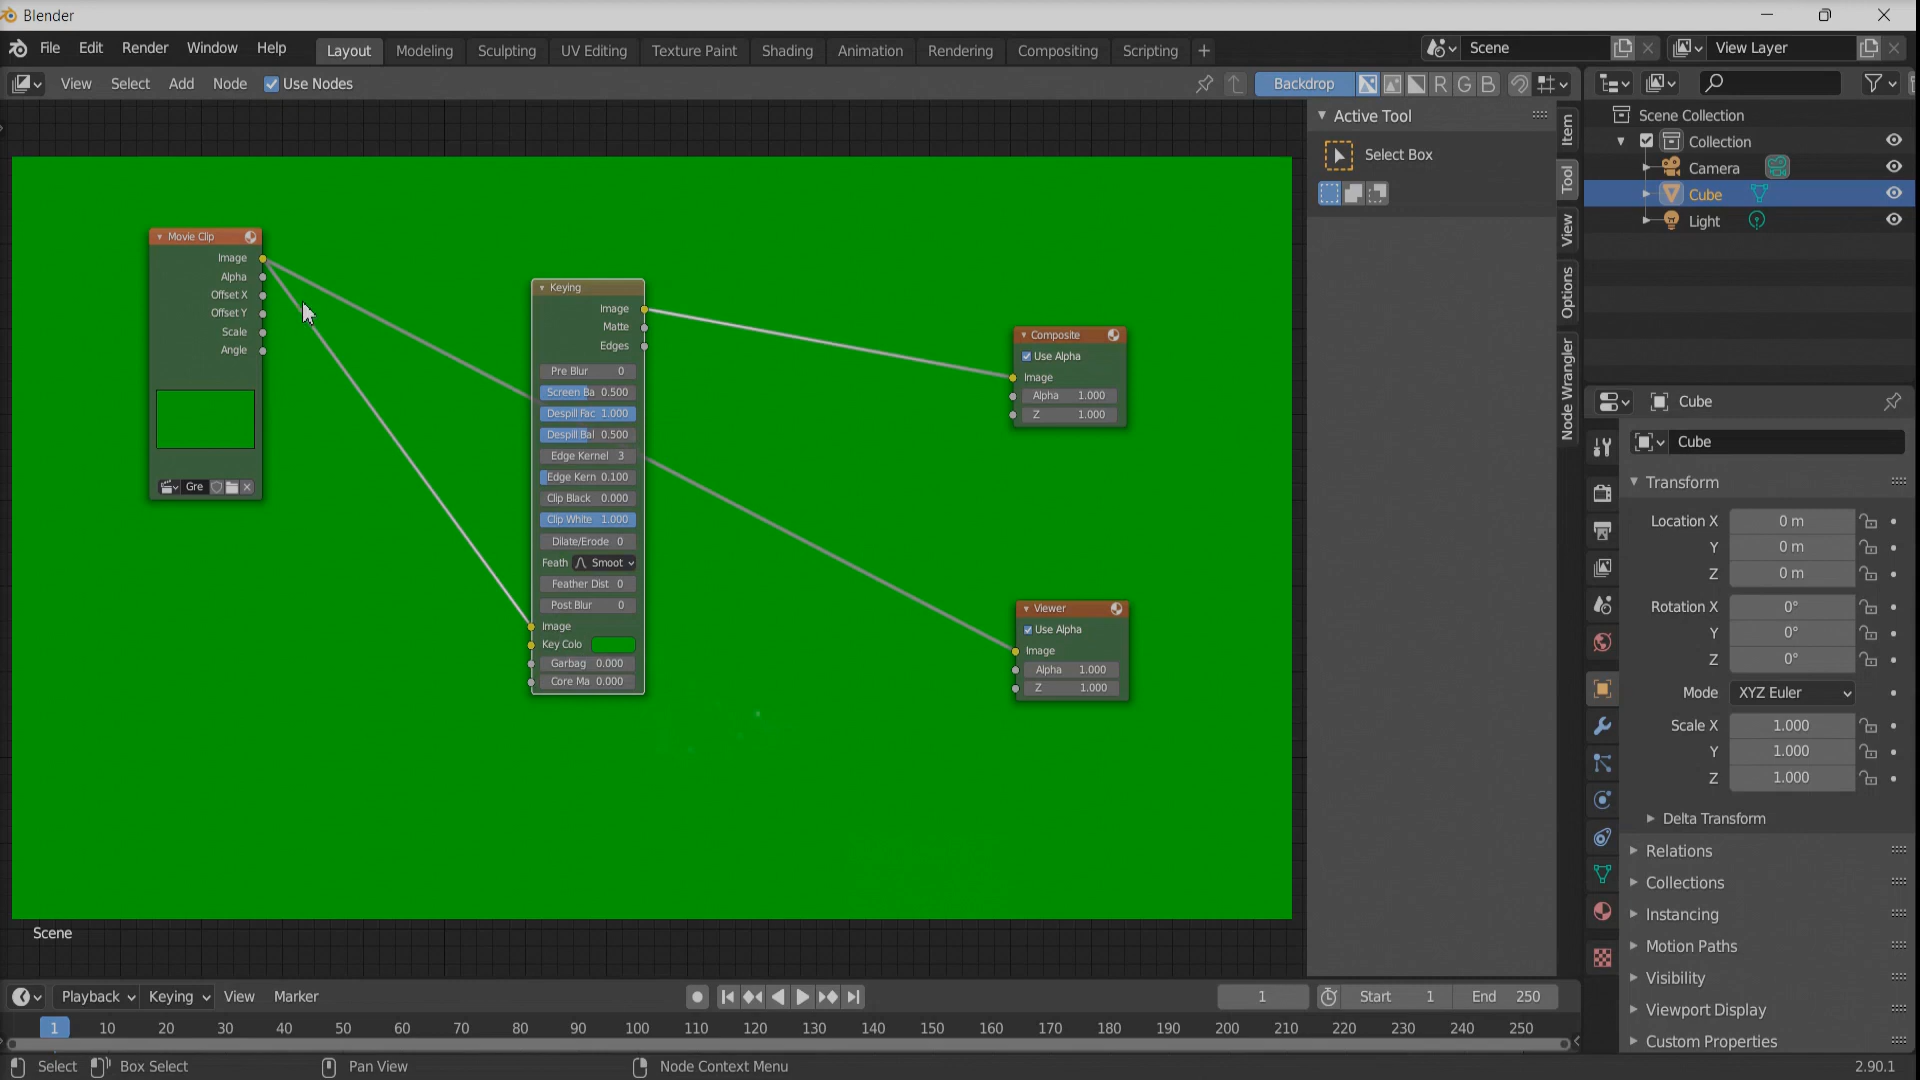 Blender
File Edit Render Window Help Layout Modeling Sculpting UV Editing Texture Paint Shading Animation Rendering Compositing Scripting + Scene View Layer
View Select Add Node Use Nodes Backdrop R G B
Active Tool
Select Box
Item
Tool
View
Options
Node Wrangler
Scene Collection
Collection
Camera
Cube
Light
Movie Clip
Image
Alpha
Offset X
Offset Y
Scale
Angle
Gre
Keying
Image
Matte
Edges
Pre Blur 0
Screen Ba 0.500
Despill Fac 1.000
Despill Bal 0.500
Edge Kernel 3
Edge Kern 0.100
Clip Black 0.000
Clip White 1.000
Dilate/Erode 0
Feath Smoot
Feather Dist 0
Post Blur 0
Image
Key Colo
Garbag 0.000
Core Ma 0.000
Composite
Use Alpha
Image
Alpha 1.000
Z 1.000
Viewer
Use Alpha
Image
Alpha 1.000
Z 1.000
Scene
Cube
Cube
Transform
Location X 0 m
Y 0 m
Z 0 m
Rotation X 0°
Y 0°
Z 0°
Mode XYZ Euler
Scale X 1.000
Y 1.000
Z 1.000
Delta Transform
Relations
Collections
Instancing
Motion Paths
Visibility
Viewport Display
Custom Properties
Playback Keying View Marker 1 Start 1 End 250
1 10 20 30 40 50 60 70 80 90 100 110 120 130 140 150 160 170 180 190 200 210 220 230 240 250
Select Box Select Pan View Node Context Menu 2.90.1